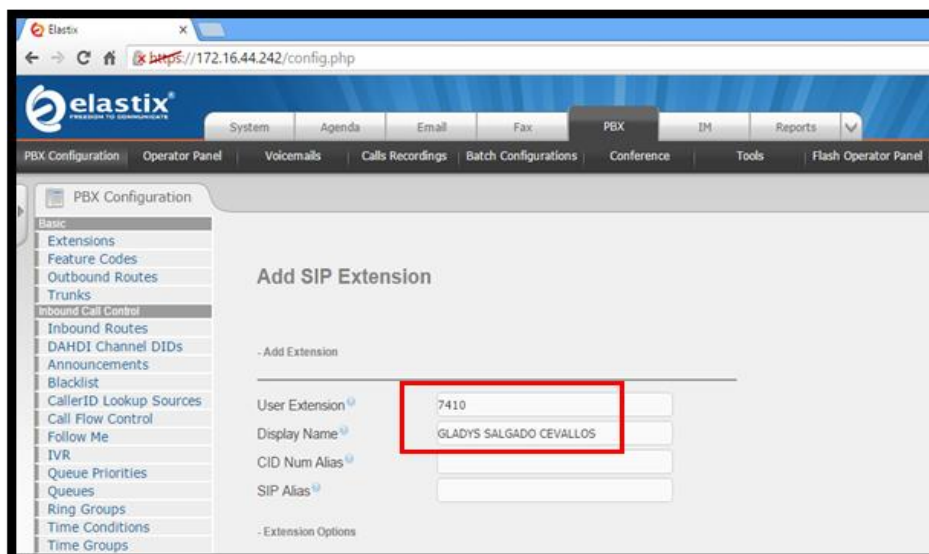 Elastix
https://172.16.44.242/config.php
elastix®
FREEDOM TO COMMUNICATE
System Agenda Email Fax PBX IM Reports
PBX Configuration Operator Panel Voicemails Calls Recordings Batch Configurations Conference Tools Flash Operator Panel
PBX Configuration
Basic
Extensions
Feature Codes
Outbound Routes
Trunks
Inbound Call Control
Inbound Routes
DAHDI Channel DIDs
Announcements
Blacklist
CallerID Lookup Sources
Call Flow Control
Follow Me
IVR
Queue Priorities
Queues
Ring Groups
Time Conditions
Time Groups
Add SIP Extension
- Add Extension
User Extension 7410
Display Name GLADYS SALGADO CEVALLOS
CID Num Alias
SIP Alias
- Extension Options